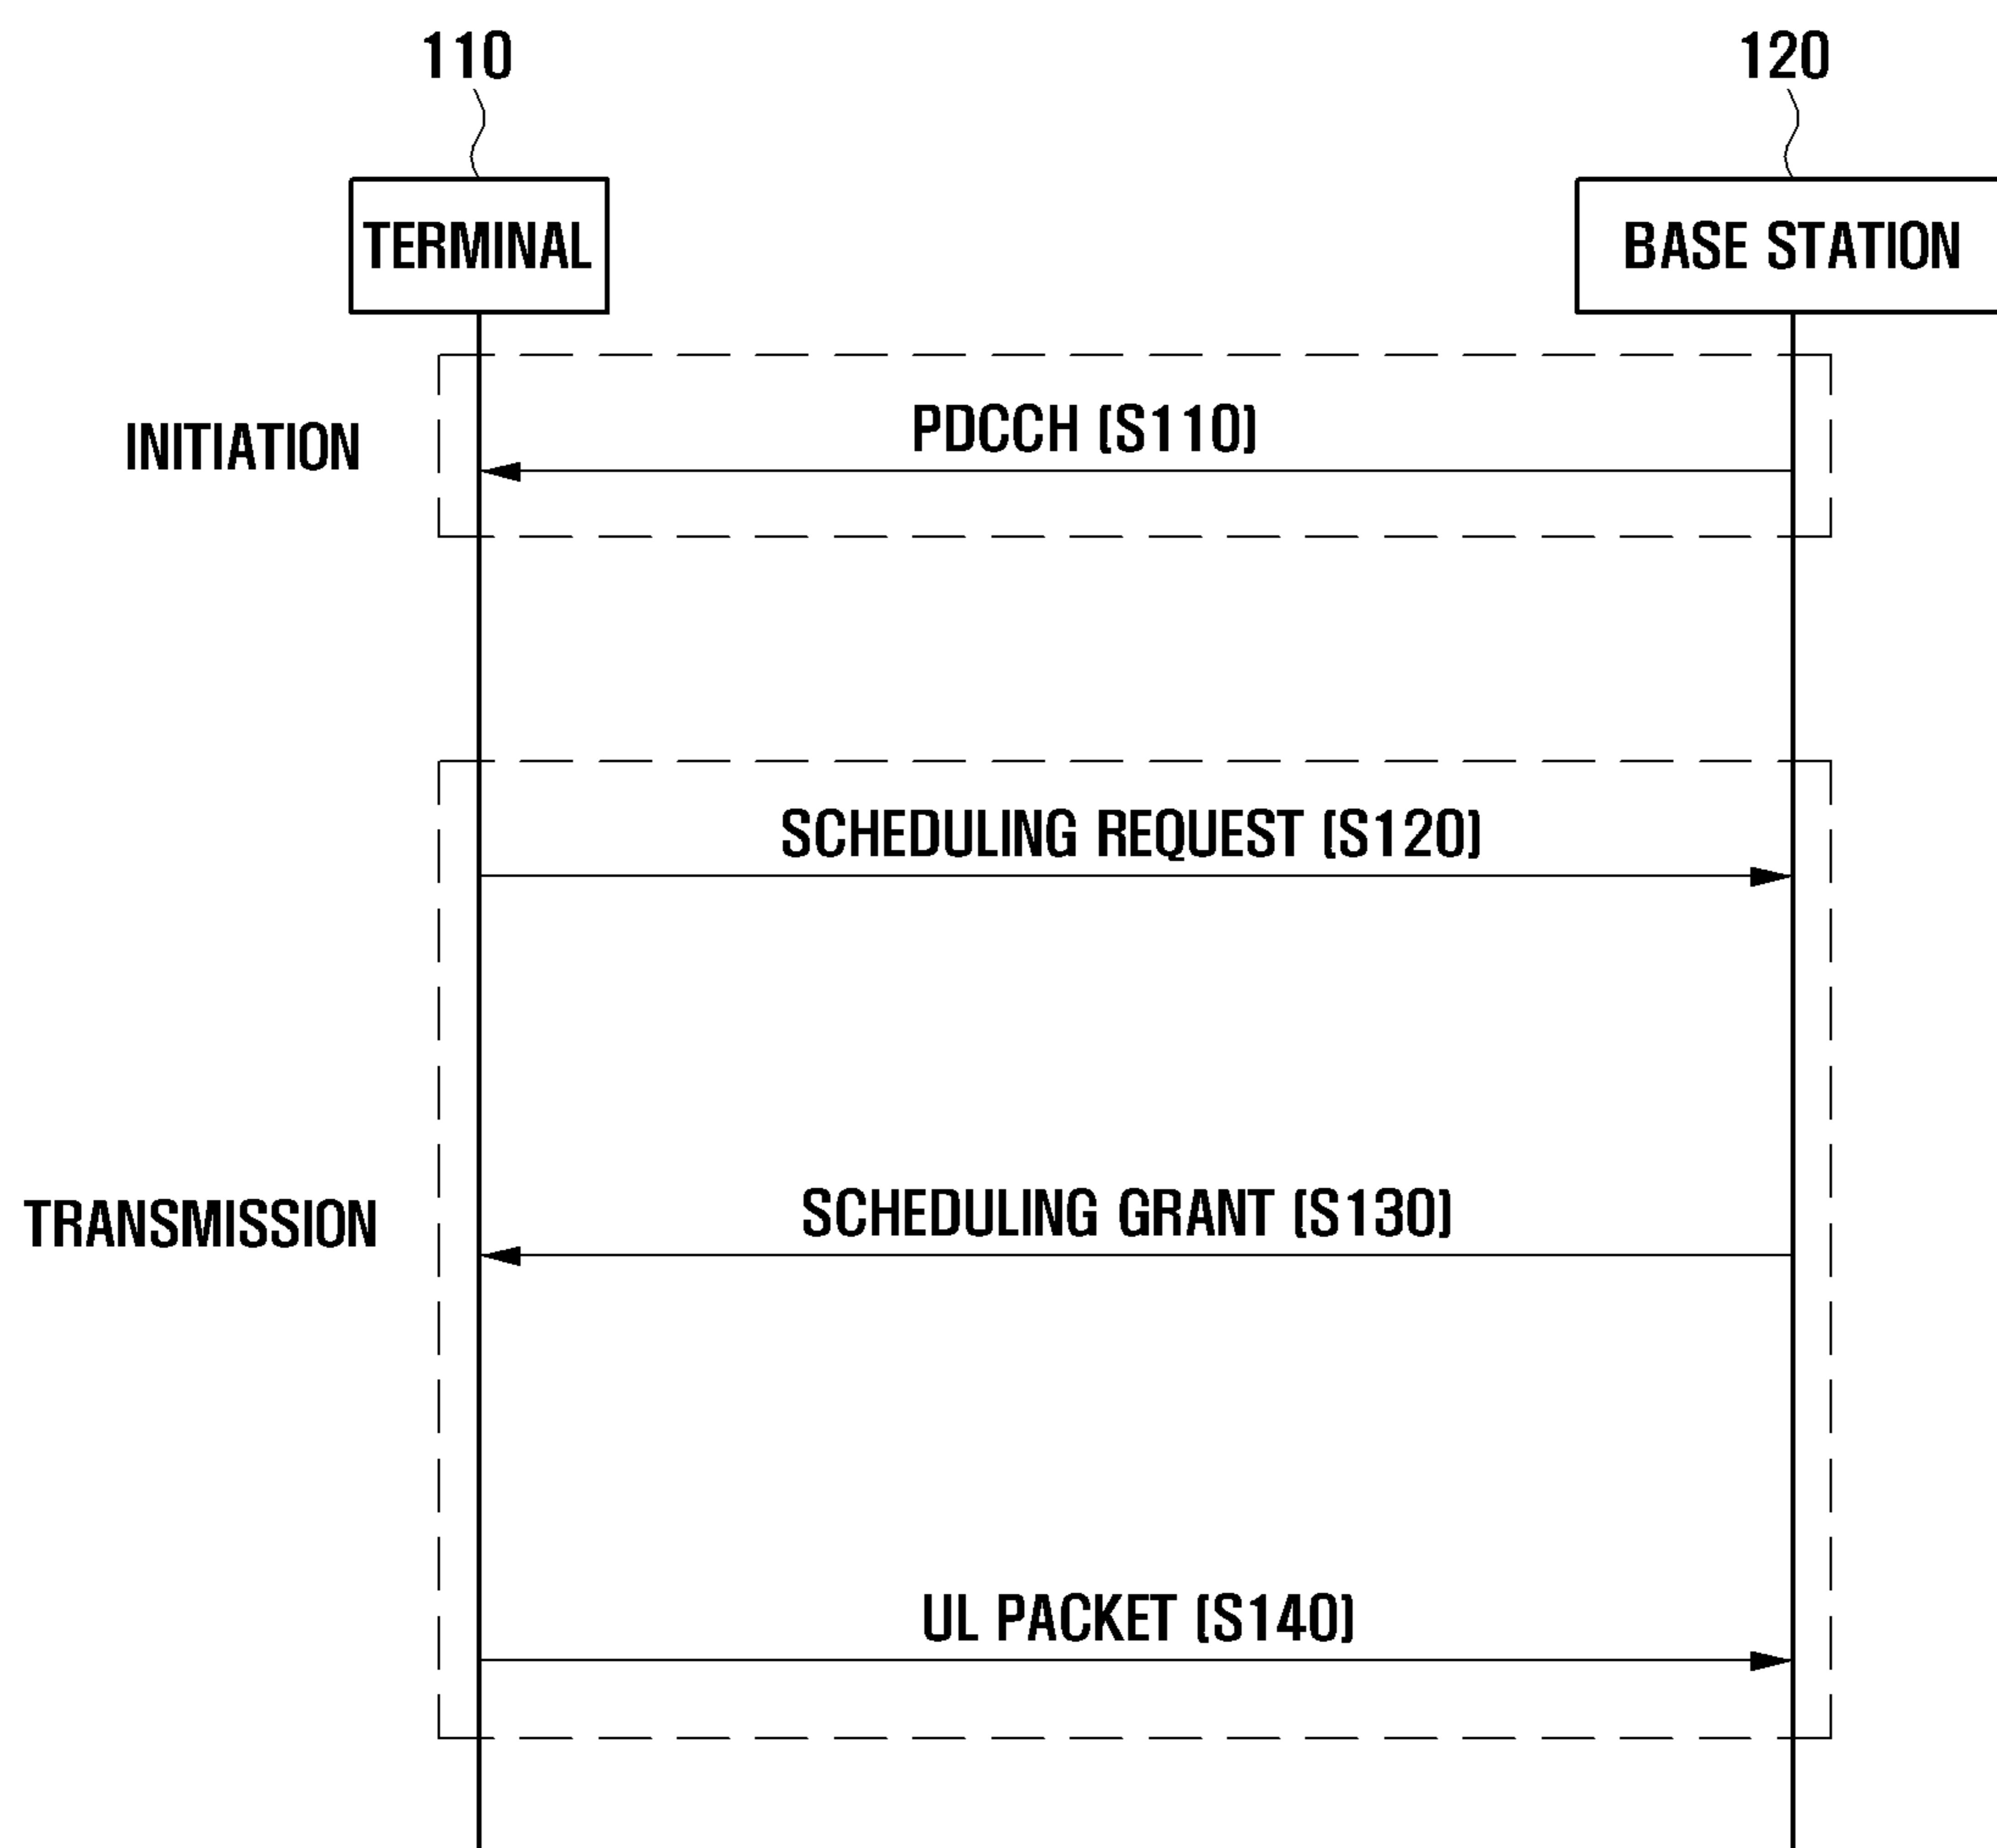 110
120
TERMINAL
BASE STATION
INITIATION
PDCCH (S110)
SCHEDULING REQUEST (S120)
TRANSMISSION
SCHEDULING GRANT (S130)
UL PACKET (S140)